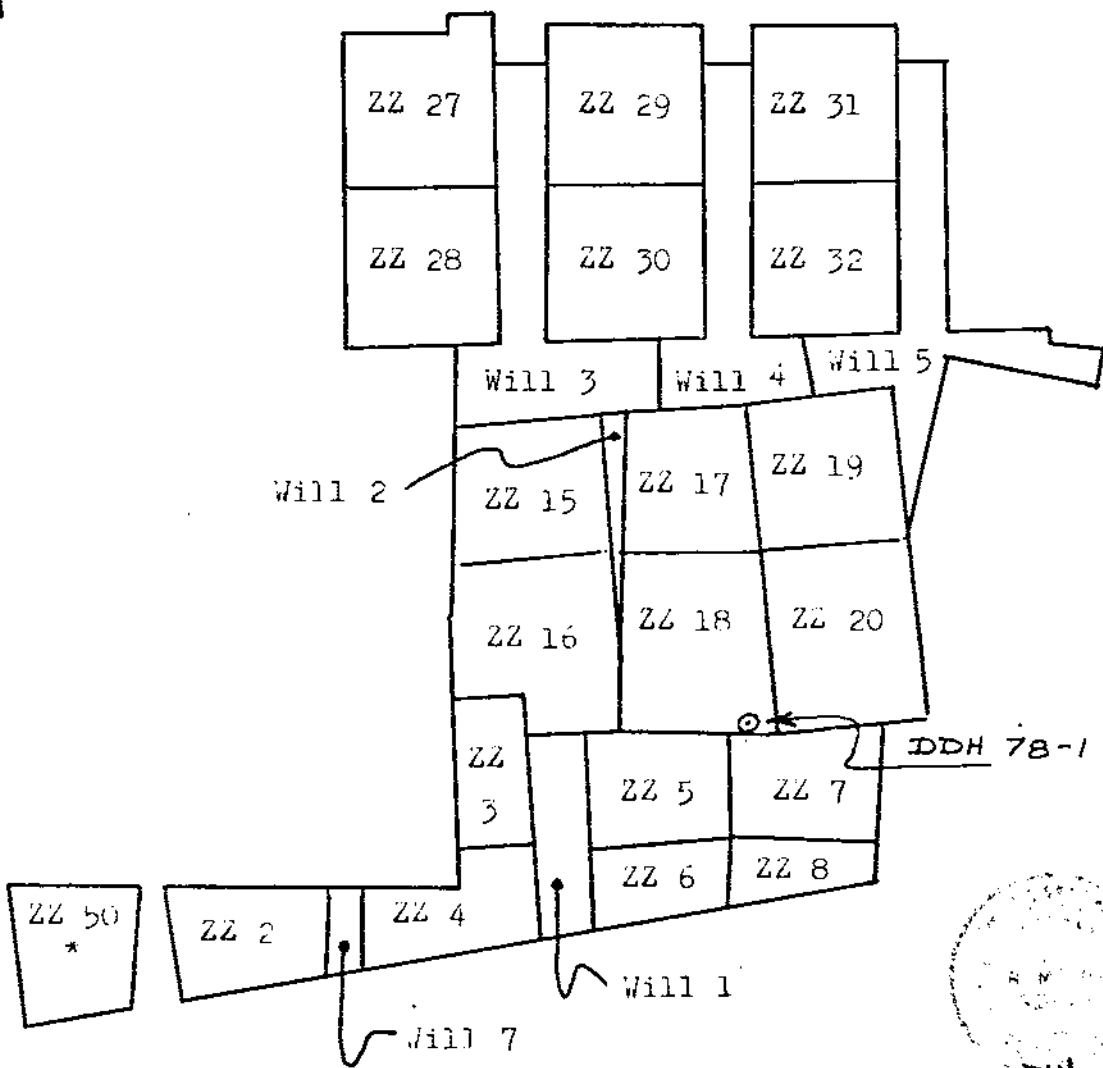 ZZ 27
ZZ 29
ZZ 31
ZZ 28
ZZ 30
ZZ 32
Will 3
Will 4
Will 5
Will 2
ZZ 15
ZZ 17
ZZ 19
ZZ 16
ZZ 18
ZZ 20
DDH 78-1
ZZ
3
ZZ 5
ZZ 7
ZZ 6
ZZ 8
ZZ 50
*
ZZ 2
ZZ 4
Will 1
Will 7